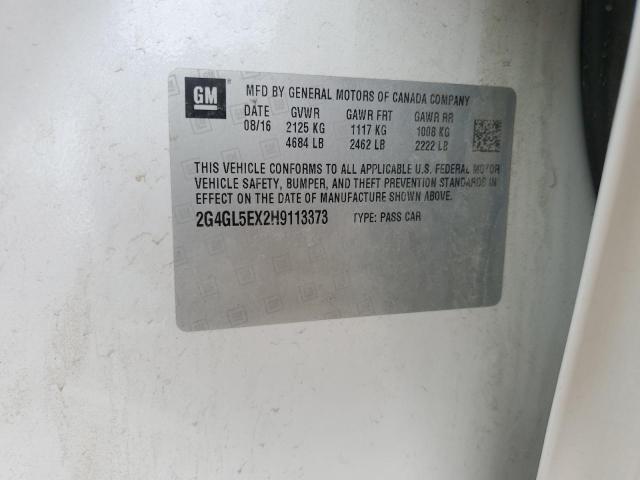 GM
MFD BY GENERAL MOTORS OF CANADA COMPANY
DATE GVWR GAWR FRT GAWR RR
08/16 2125 KG 1117 KG 1008 KG
4684 LB 2462 LB 2222 LB
THIS VEHICLE CONFORMS TO ALL APPLICABLE U.S. FEDERAL MOTOR
VEHICLE SAFETY, BUMPER, AND THEFT PREVENTION STANDARDS IN
EFFECT ON THE DATE OF MANUFACTURE SHOWN ABOVE.
2G4GL5EX2H9113373 TYPE: PASS CAR